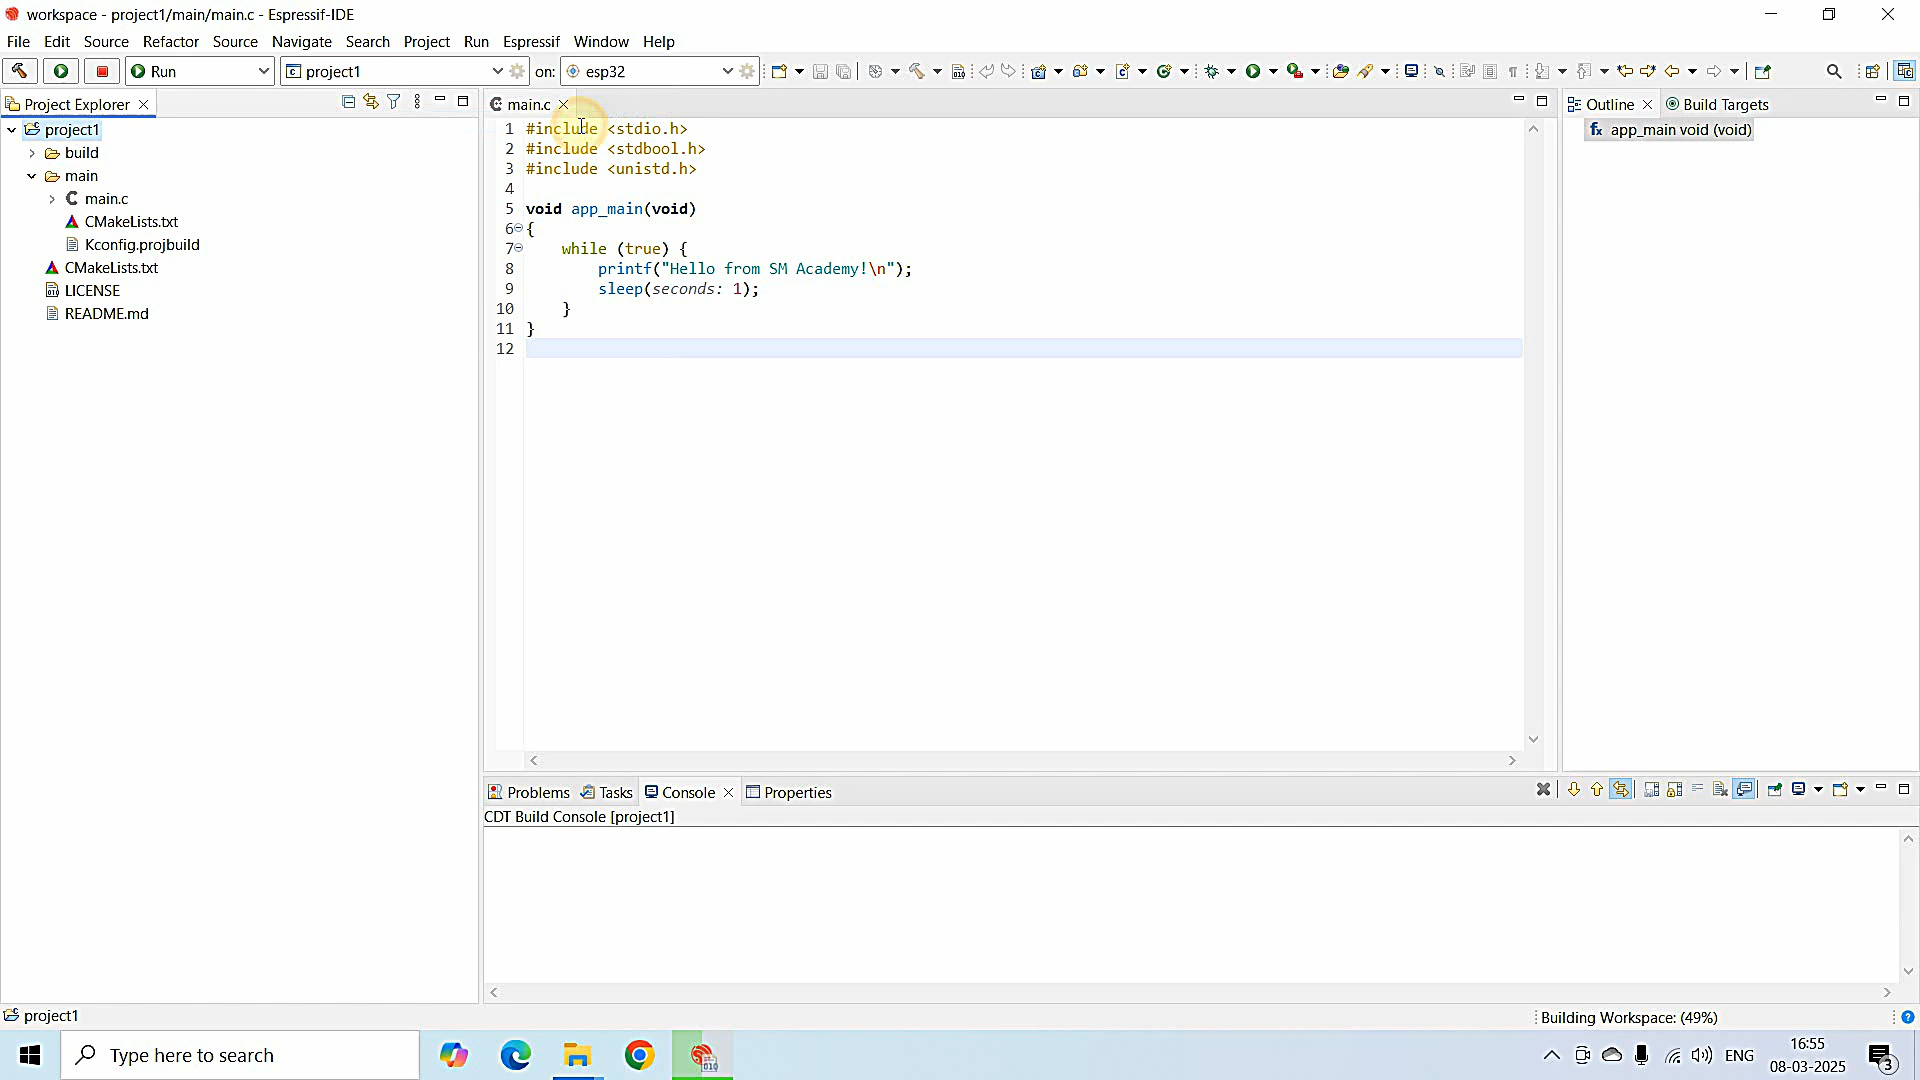 workspace - project1/main/main.c - Espressif-IDE
File Edit Source Refactor Source Navigate Search Project Run Espressif Window Help
Run project1 on: esp32
Project Explorer
project1
build
main
main.c
CMakeLists.txt
Kconfig.projbuild
CMakeLists.txt
LICENSE
README.md
main.c
1 #include <stdio.h>
2 #include <stdbool.h>
3 #include <unistd.h>
4
5 void app_main(void)
6 {
7 while (true) {
8 printf("Hello from SM Academy!\n");
9 sleep(seconds: 1);
10 }
11 }
12
Outline Build Targets
app_main void (void)
Problems Tasks Console Properties
CDT Build Console [project1]
project1
Building Workspace: (49%)
Type here to search
ENG
16:55
08-03-2025
3